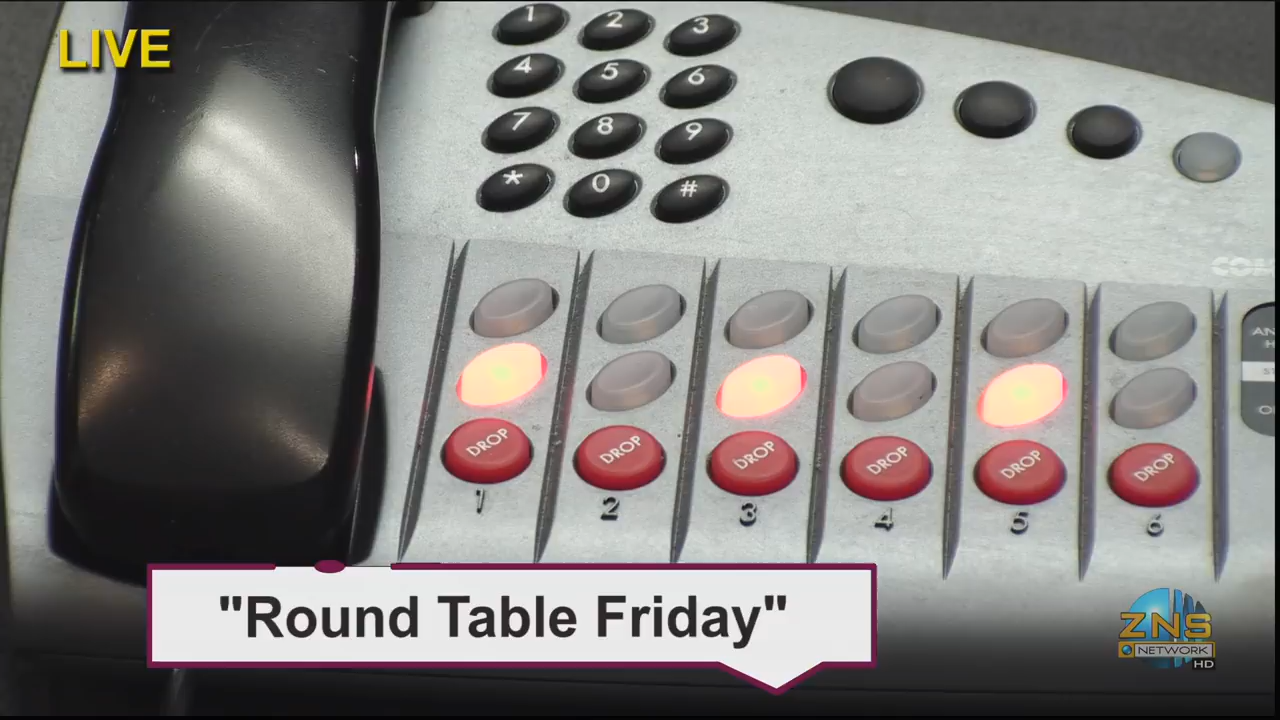 LIVE
1 2 3
4 5 6
7 8 9
* 0 #
DROP DROP DROP DROP DROP DROP
1 2 3 4 5 6
"Round Table Friday"
ZNS
NETWORK
HD